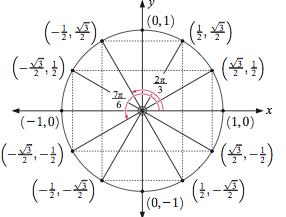 y
(0,1)
(-1/2, √3/2) (1/2, √3/2)
(-√3/2, 1/2) (√3/2, 1/2)
2π/3
7π/6
x
(−1,0) (1,0)
(-√3/2, -1/2) (√3/2, -1/2)
(-1/2, -√3/2) (1/2, -√3/2)
(0,−1)